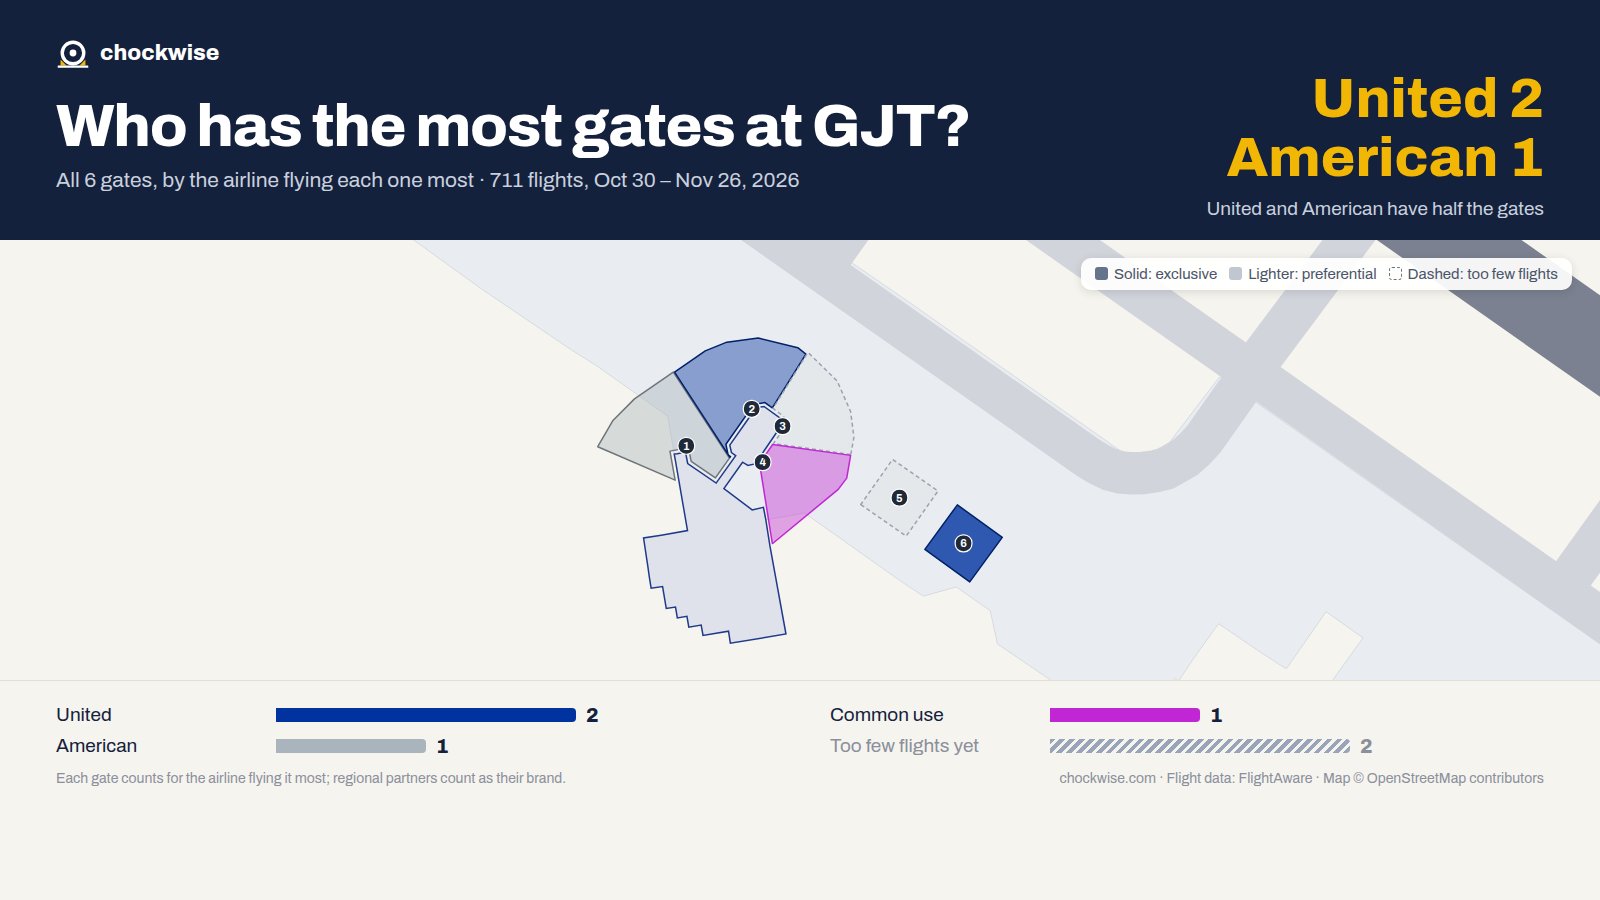 chockwise
Who has the most gates at GJT?
All 6 gates, by the airline flying each one most · 711 flights, Oct 30 – Nov 26, 2026
United 2
American 1
United and American have half the gates
Solid: exclusive Lighter: preferential Dashed: too few flights
1
2
3
4
5
6
United 2
American 1
Common use 1
Too few flights yet 2
Each gate counts for the airline flying it most; regional partners count as their brand.
chockwise.com · Flight data: FlightAware · Map © OpenStreetMap contributors